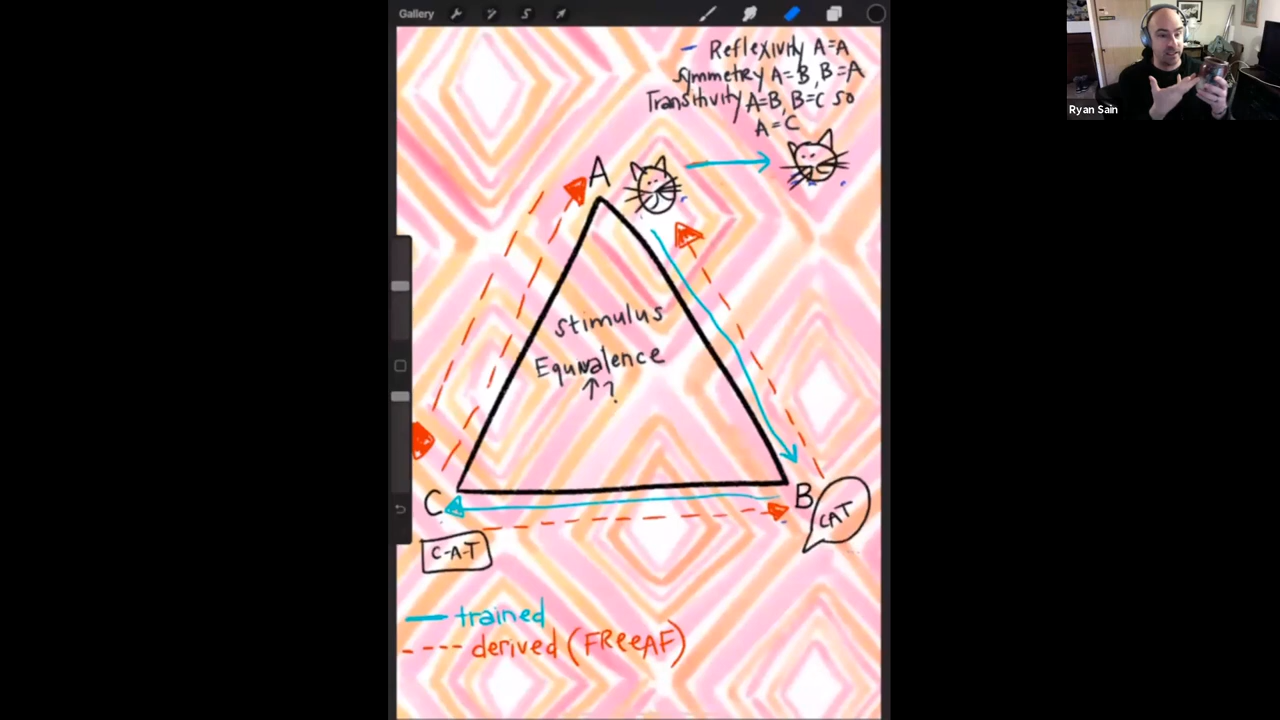 Gallery
Reflexivity A=A
Symmetry A=B, B=A
Transitivity A=B, B=C so
A=C
Ryan Sain
A
Stimulus
Equivalence
↑?
C
B
CAT
C-A-T
trained
derived (FReeAF)